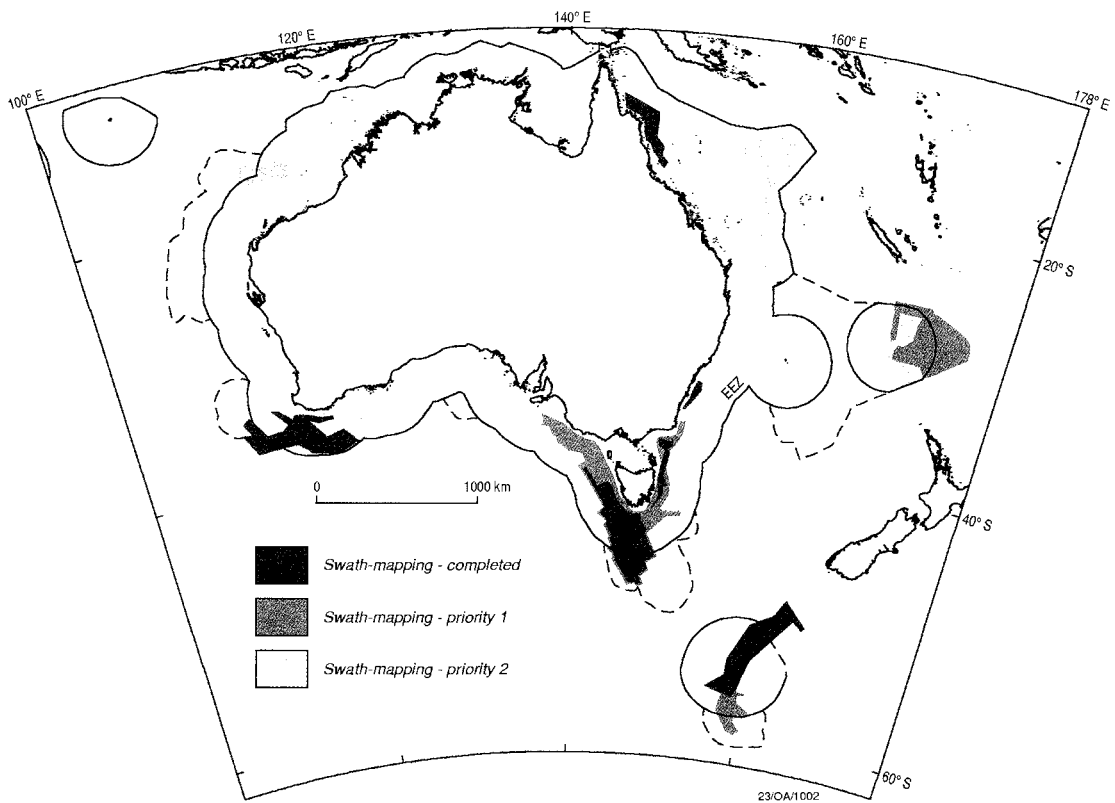 140° E
120° E
160° E
100° E
178° E
20° S
EEZ
0
1000 km
40° S
Swath-mapping - completed
Swath-mapping - priority 1
Swath-mapping - priority 2
60° S
23/OA/1002